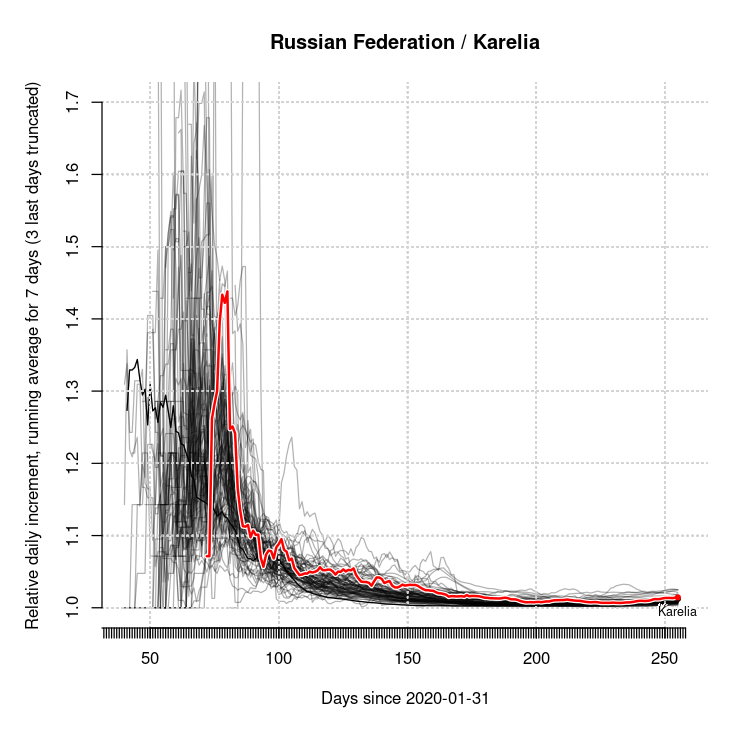 Russian Federation / Karelia
Relative daily increment, running average for 7 days (3 last days truncated)
1.7
1.6
1.5
1.4
1.3
1.2
1.1
1.0
Karelia
50 100 150 200 250
Days since 2020-01-31